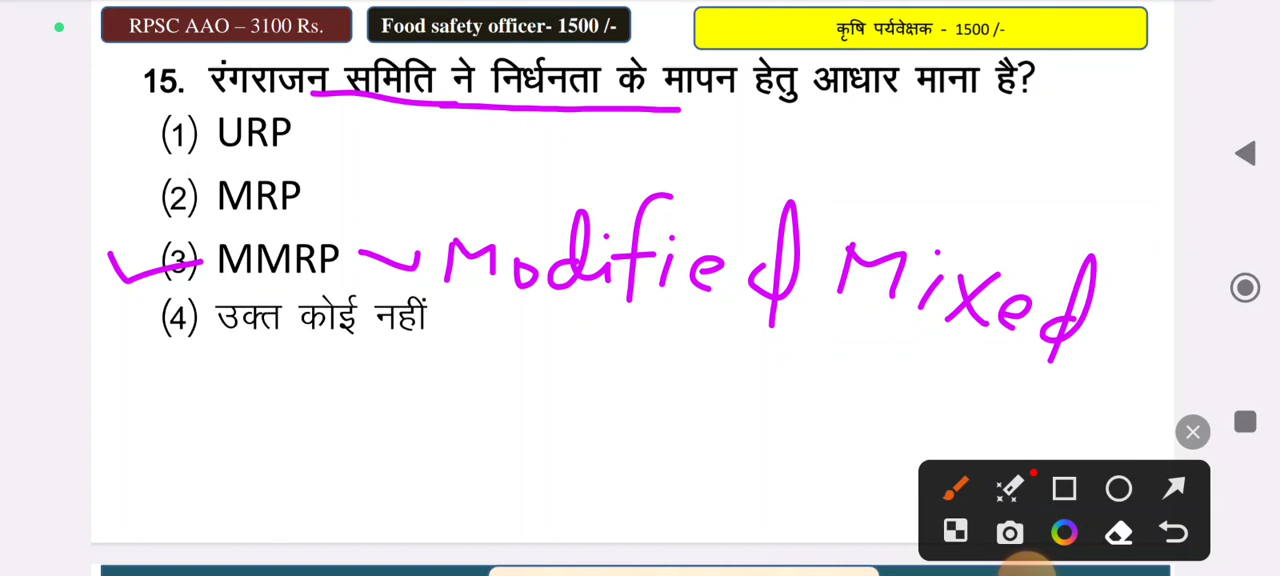 RPSC AAO – 3100 Rs. Food safety officer- 1500 /- कृषि पर्यवेक्षक - 1500 /-
15. रंगराजन समिति ने निर्धनता के मापन हेतु आधार माना है?
(1) URP
(2) MRP
(3) MMRP Modified Mixed
(4) उक्त कोई नहीं